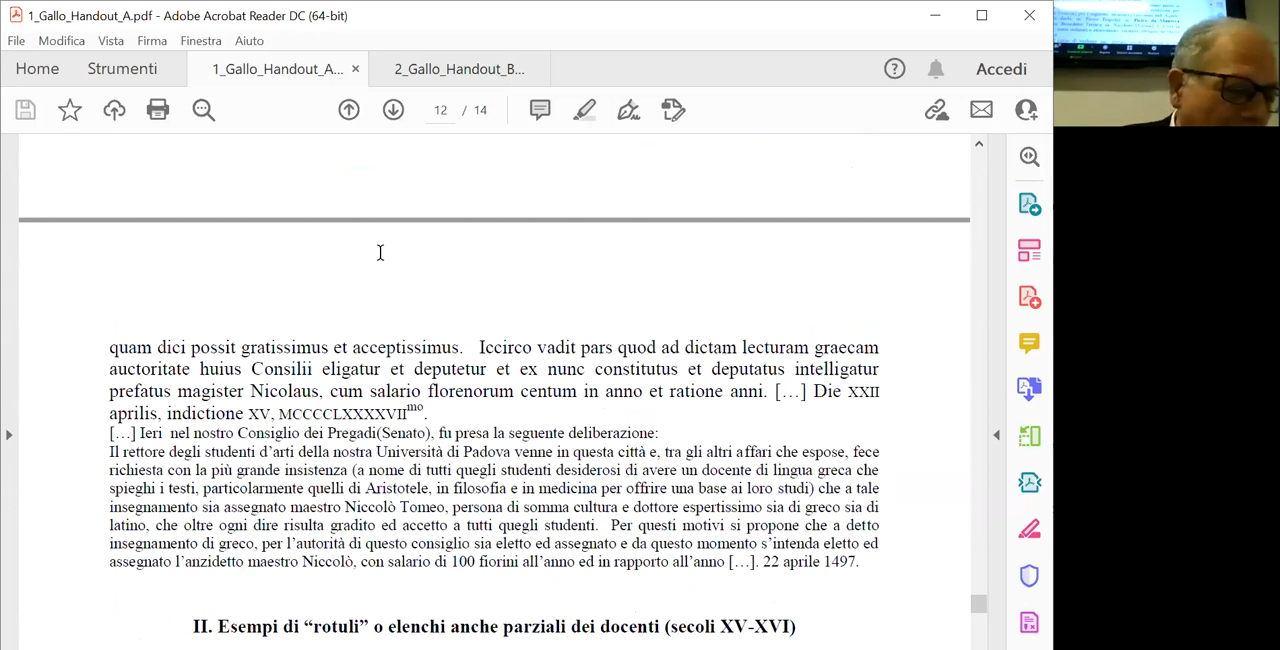 1_Gallo_Handout_A.pdf - Adobe Acrobat Reader DC (64-bit)
File Modifica Vista Firma Finestra Aiuto
Home Strumenti 1_Gallo_Handout_A... × 2_Gallo_Handout_B... Accedi
12 / 14
quam dici possit gratissimus et acceptissimus. Iccirco vadit pars quod ad dictam lecturam graecam
auctoritate huius Consilii eligatur et deputetur et ex nunc constitutus et deputatus intelligatur
prefatus magister Nicolaus, cum salario florenorum centum in anno et ratione anni. […] Die XXII
aprilis, indictione XV, MCCCCLXXXXVIImo.
[…] Ieri nel nostro Consiglio dei Pregadi(Senato), fu presa la seguente deliberazione:
Il rettore degli studenti d’arti della nostra Università di Padova venne in questa città e, tra gli altri affari che espose, fece
richiesta con la più grande insistenza (a nome di tutti quegli studenti desiderosi di avere un docente di lingua greca che
spieghi i testi, particolarmente quelli di Aristotele, in filosofia e in medicina per offrire una base ai loro studi) che a tale
insegnamento sia assegnato maestro Niccolò Tomeo, persona di somma cultura e dottore espertissimo sia di greco sia di
latino, che oltre ogni dire risulta gradito ed accetto a tutti quegli studenti. Per questi motivi si propone che a detto
insegnamento di greco, per l’autorità di questo consiglio sia eletto ed assegnato e da questo momento s’intenda eletto ed
assegnato l’anzidetto maestro Niccolò, con salario di 100 fiorini all’anno ed in rapporto all’anno […]. 22 aprile 1497.
II. Esempi di “rotuli” o elenchi anche parziali dei docenti (secoli XV-XVI)